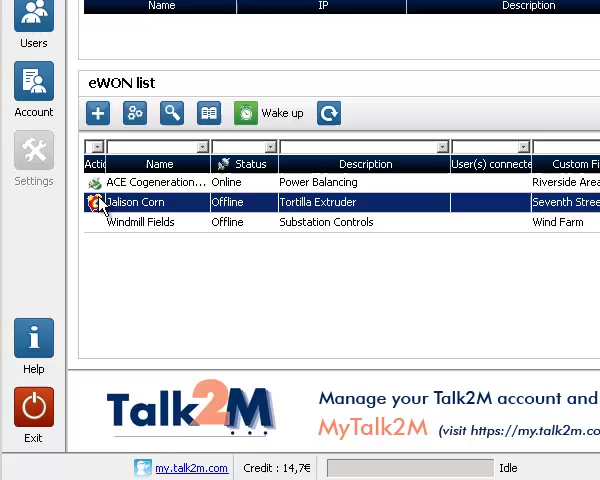 Name IP Description
Users
eWON list
Account
Wake up
Name Status Description User(s) connecte Custom Fi
Settings
ACE Cogeneration... Online Power Balancing Riverside Area
Jalison Corn Offline Tortilla Extruder Seventh Stree
Windmill Fields Offline Substation Controls Wind Farm
Help
Talk2M
Manage your Talk2M account and
MyTalk2M (visit https://my.talk2m.co
Exit
my.talk2m.com Credit : 14,7€ Idle